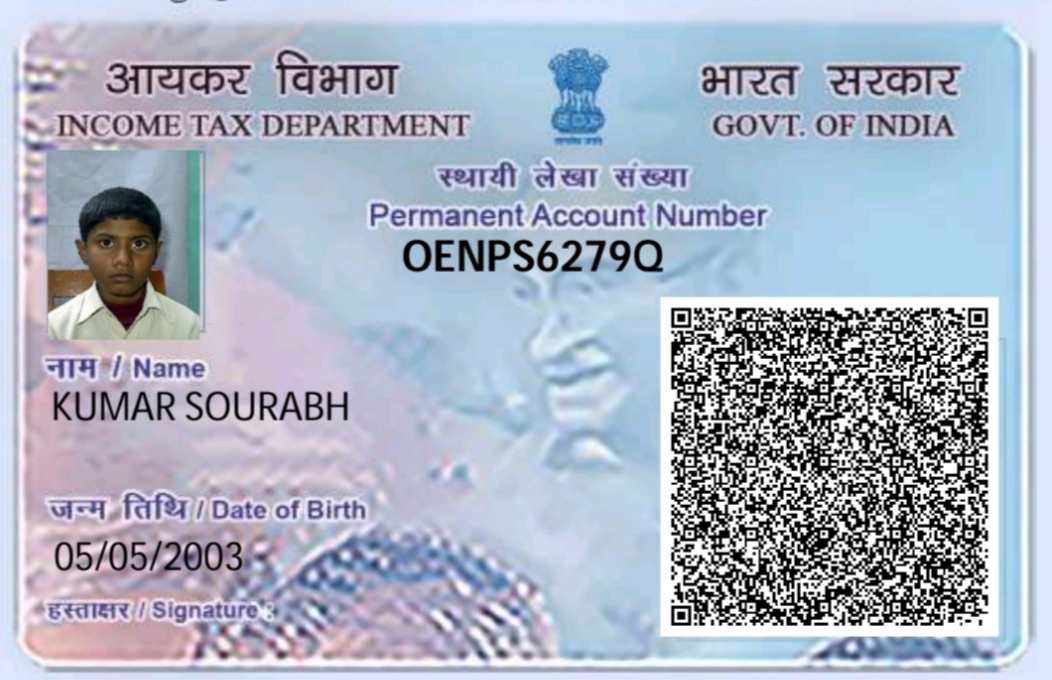 आयकर विभाग
INCOME TAX DEPARTMENT
भारत सरकार
GOVT. OF INDIA
स्थायी लेखा संख्या
Permanent Account Number
OENPS6279Q
नाम / Name
KUMAR SOURABH
जन्म तिथि / Date of Birth
05/05/2003
हस्ताक्षर / Signature :